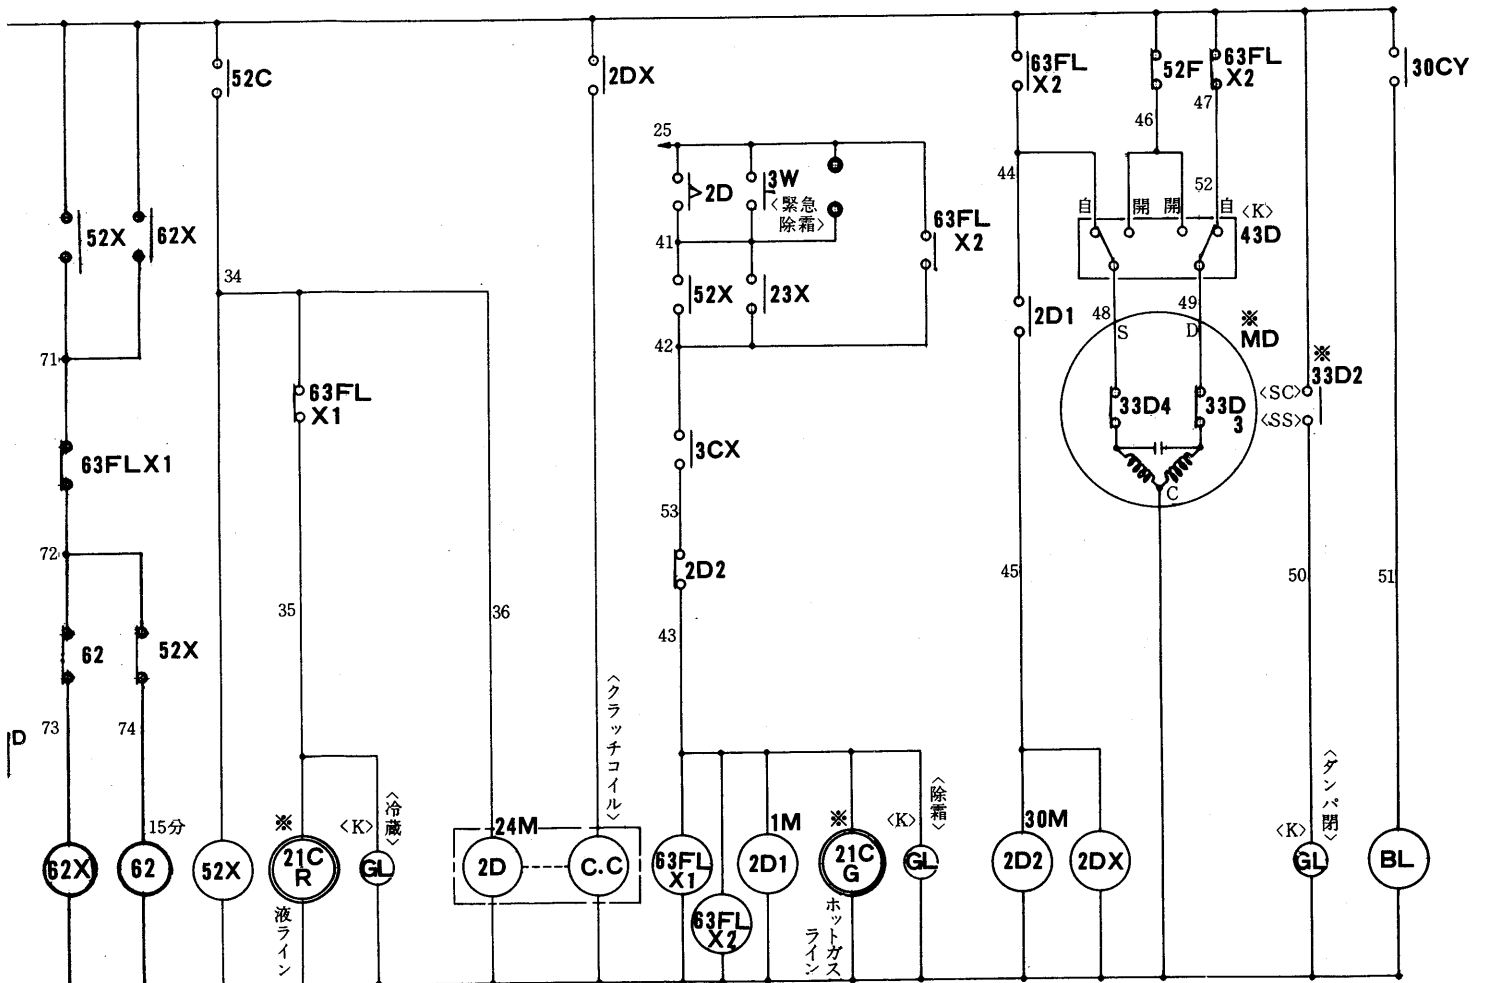 52C
2DX
63FL
X2
52F
63FL
X2
30CY
46
47
25
2D
3W
〈緊急
除霜〉
63FL
X2
44
52
自
開
開
自
〈K〉
43D
52X
62X
41
34
52X
23X
42
2D1
48
49
S
D
※
MD
※
33D2
〈SC〉
〈SS〉
71
63FL
X1
33D4
33D
3
C
63FLX1
3CX
53
72
2D2
45
50
51
35
36
43
62
52X
73
74
D
〈クラッチコイル〉
〈ダンパ閉〉
15分
※
〈K〉
〈冷蔵〉
24M
1M
※
〈K〉
〈除霜〉
30M
〈K〉
62X
62
52X
21C
R
GL
2D
C.C
63FL
X1
63FL
X2
2D1
21C
G
GL
2D2
2DX
GL
BL
液ライン
ホットガス
ライン